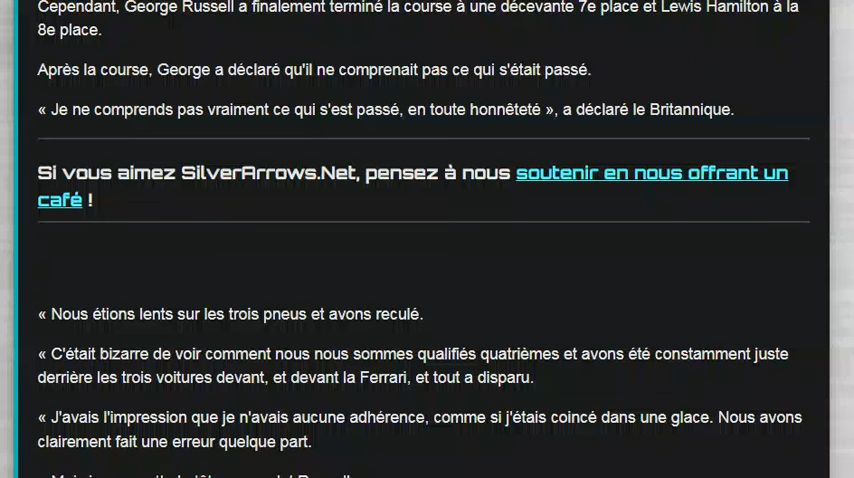 Cependant, George Russell a finalement terminé la course à une décevante 7e place et Lewis Hamilton à la
8e place.
Après la course, George a déclaré qu'il ne comprenait pas ce qui s'était passé.
« Je ne comprends pas vraiment ce qui s'est passé, en toute honnêteté », a déclaré le Britannique.
Si vous aimez SilverArrows.Net, pensez à nous soutenir en nous offrant un
café !
« Nous étions lents sur les trois pneus et avons reculé.
« C'était bizarre de voir comment nous nous sommes qualifiés quatrièmes et avons été constamment juste
derrière les trois voitures devant, et devant la Ferrari, et tout a disparu.
« J'avais l'impression que je n'avais aucune adhérence, comme si j'étais coincé dans une glace. Nous avons
clairement fait une erreur quelque part.